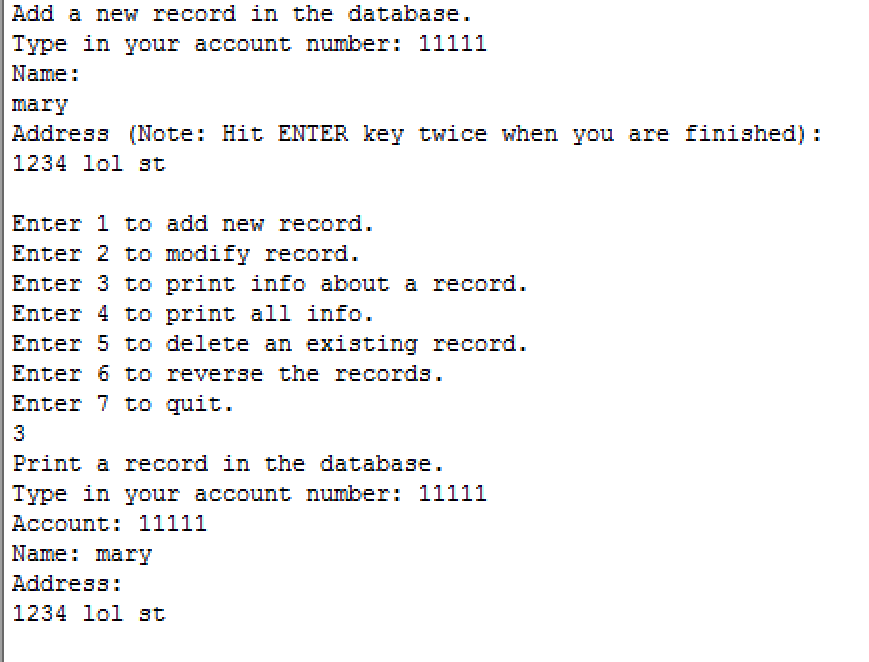 Add a new record in the database.
Type in your account number: 11111
Name:
mary
Address (Note: Hit ENTER key twice when you are finished):
1234 lol st
Enter 1 to add new record.
Enter 2 to modify record.
Enter 3 to print info about a record.
Enter 4 to print all info.
Enter 5 to delete an existing record.
Enter 6 to reverse the records.
Enter 7 to quit.
3
Print a record in the database.
Type in your account number: 11111
Account: 11111
Name: mary
Address:
1234 lol st